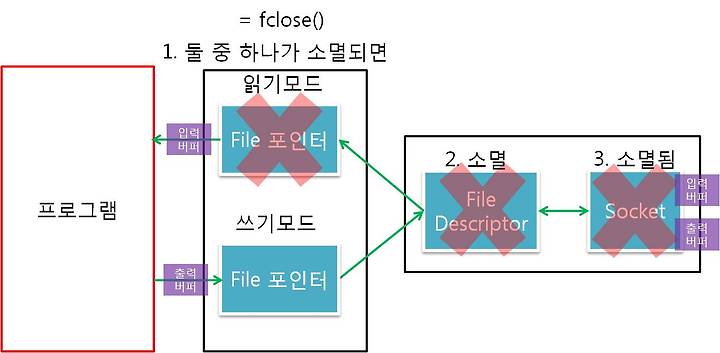 = fclose()
1. 둘 중 하나가 소멸되면
읽기모드
입력
버퍼
File 포인터
프로그램
쓰기모드
출력
버퍼
File 포인터
2. 소멸
File
Descriptor
3. 소멸됨
Socket
입력
버퍼
출력
버퍼